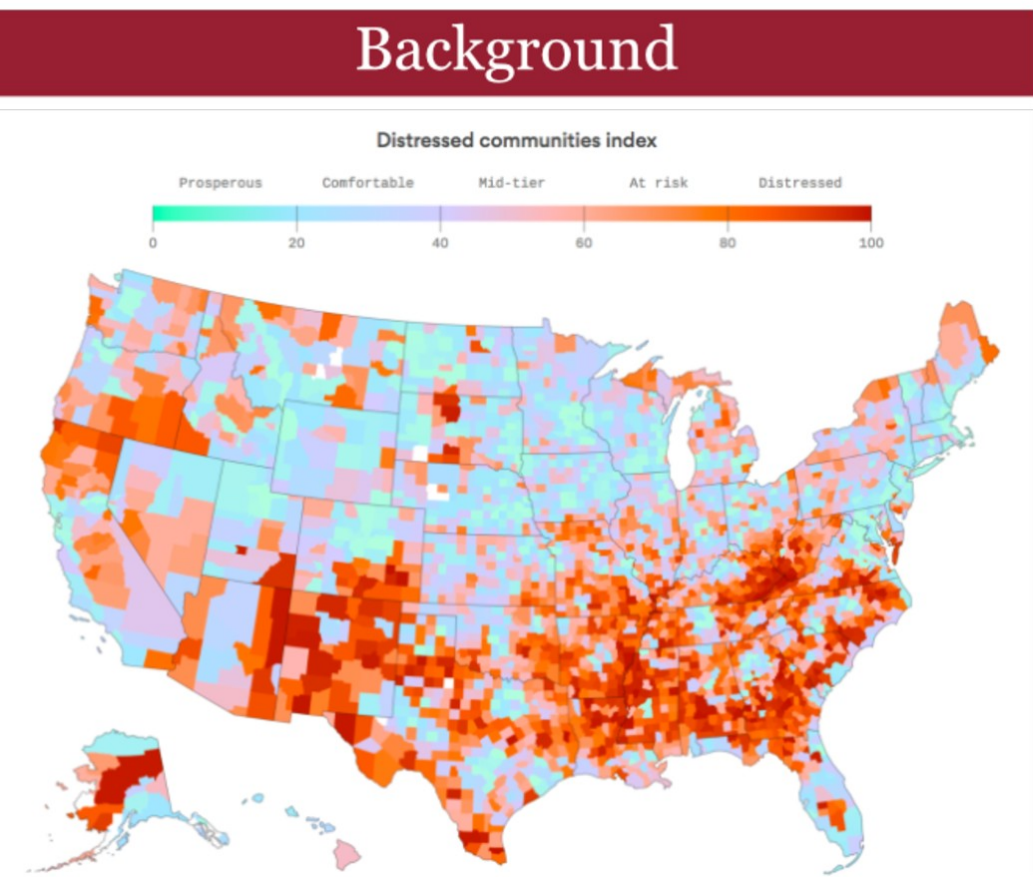 Background
Distressed communities index
Prosperous Comfortable Mid-tier At risk Distressed
0 20 40 60 80 100